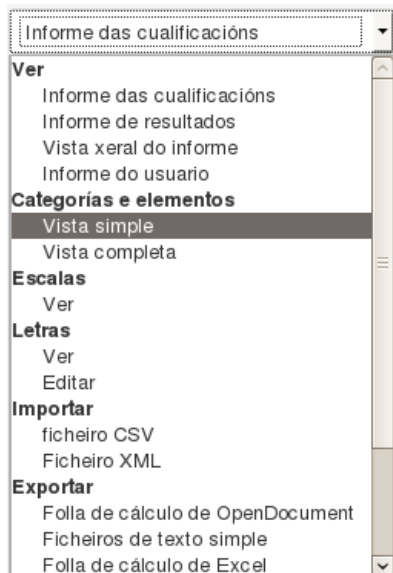 Informe das cualificacións
Ver
Informe das cualificacións
Informe de resultados
Vista xeral do informe
Informe do usuario
Categorías e elementos
Vista simple
Vista completa
Escalas
Ver
Letras
Ver
Editar
Importar
ficheiro CSV
Ficheiro XML
Exportar
Folla de cálculo de OpenDocument
Ficheiros de texto simple
Folla de cálculo de Excel